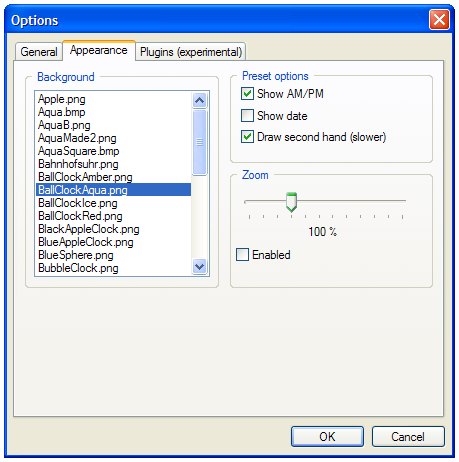 Options
General
Appearance
Plugins (experimental)
Background
Apple.png
Aqua.bmp
AquaB.png
AquaMade2.png
AquaSquare.bmp
Bahnhofsuhr.png
BallClockAmber.png
BallClockAqua.png
BallClockIce.png
BallClockRed.png
BlackAppleClock.png
BlueAppleClock.png
BlueSphere.png
BubbleClock.png
Preset options
Show AM/PM
Show date
Draw second hand (slower)
Zoom
100 %
Enabled
OK
Cancel